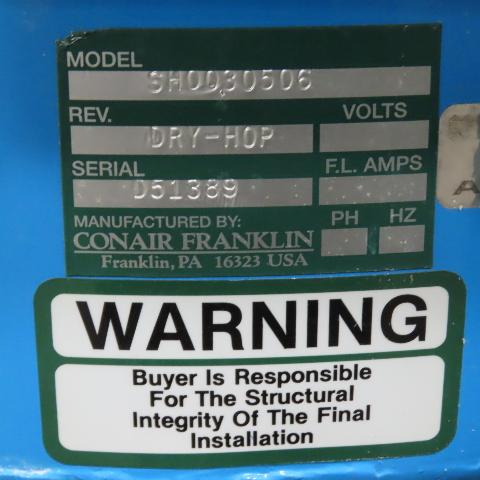 MODEL
SH0030506
REV. VOLTS
DRY-HOP
SERIAL F.L. AMPS
D51389
MANUFACTURED BY: PH HZ
CONAIR FRANKLIN
Franklin, PA 16323 USA
WARNING
Buyer Is Responsible
For The Structural
Integrity Of The Final
Installation